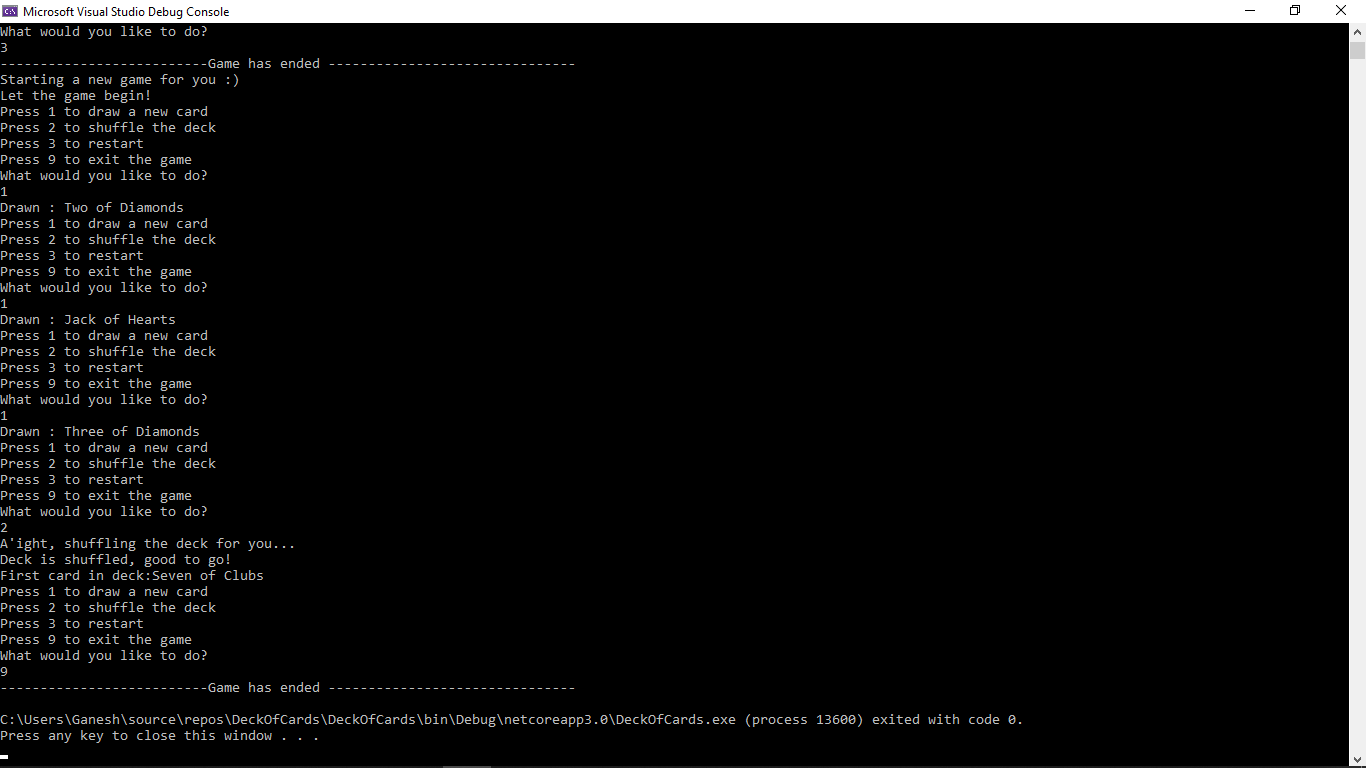 Microsoft Visual Studio Debug Console
What would you like to do?
3
--------------------------Game has ended -------------------------------
Starting a new game for you :)
Let the game begin!
Press 1 to draw a new card
Press 2 to shuffle the deck
Press 3 to restart
Press 9 to exit the game
What would you like to do?
1
Drawn : Two of Diamonds
Press 1 to draw a new card
Press 2 to shuffle the deck
Press 3 to restart
Press 9 to exit the game
What would you like to do?
1
Drawn : Jack of Hearts
Press 1 to draw a new card
Press 2 to shuffle the deck
Press 3 to restart
Press 9 to exit the game
What would you like to do?
1
Drawn : Three of Diamonds
Press 1 to draw a new card
Press 2 to shuffle the deck
Press 3 to restart
Press 9 to exit the game
What would you like to do?
2
A'ight, shuffling the deck for you...
Deck is shuffled, good to go!
First card in deck:Seven of Clubs
Press 1 to draw a new card
Press 2 to shuffle the deck
Press 3 to restart
Press 9 to exit the game
What would you like to do?
9
--------------------------Game has ended -------------------------------
C:\Users\Ganesh\source\repos\DeckOfCards\DeckOfCards\bin\Debug\netcoreapp3.0\DeckOfCards.exe (process 13600) exited with code 0.
Press any key to close this window . . .